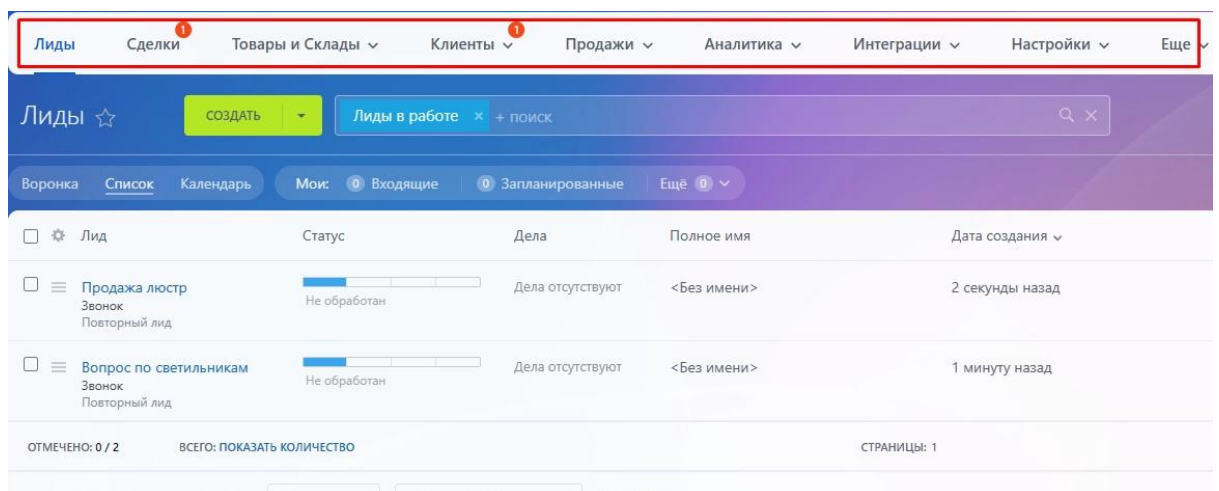 1 1
Лиды Сделки Товары и Склады Клиенты Продажи Аналитика Интеграции Настройки Еще
Лиды СОЗДАТЬ Лиды в работе × + поиск
Воронка Список Календарь Мои: 0 Входящие 0 Запланированные Ещё 0
Лид Статус Дела Полное имя Дата создания
Продажа люстр Дела отсутствуют <Без имени> 2 секунды назад
Звонок Не обработан
Повторный лид
Вопрос по светильникам Дела отсутствуют <Без имени> 1 минуту назад
Звонок Не обработан
Повторный лид
ОТМЕЧЕНО: 0 / 2 ВСЕГО: ПОКАЗАТЬ КОЛИЧЕСТВО СТРАНИЦЫ: 1